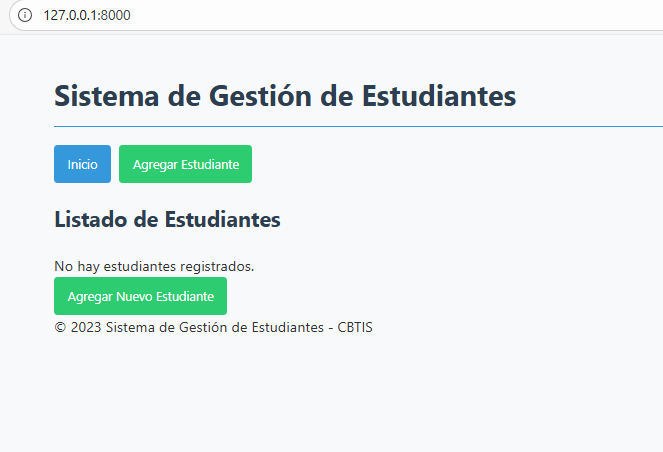 127.0.0.1:8000
Sistema de Gestión de Estudiantes
Inicio Agregar Estudiante
Listado de Estudiantes
No hay estudiantes registrados.
Agregar Nuevo Estudiante
© 2023 Sistema de Gestión de Estudiantes - CBTIS